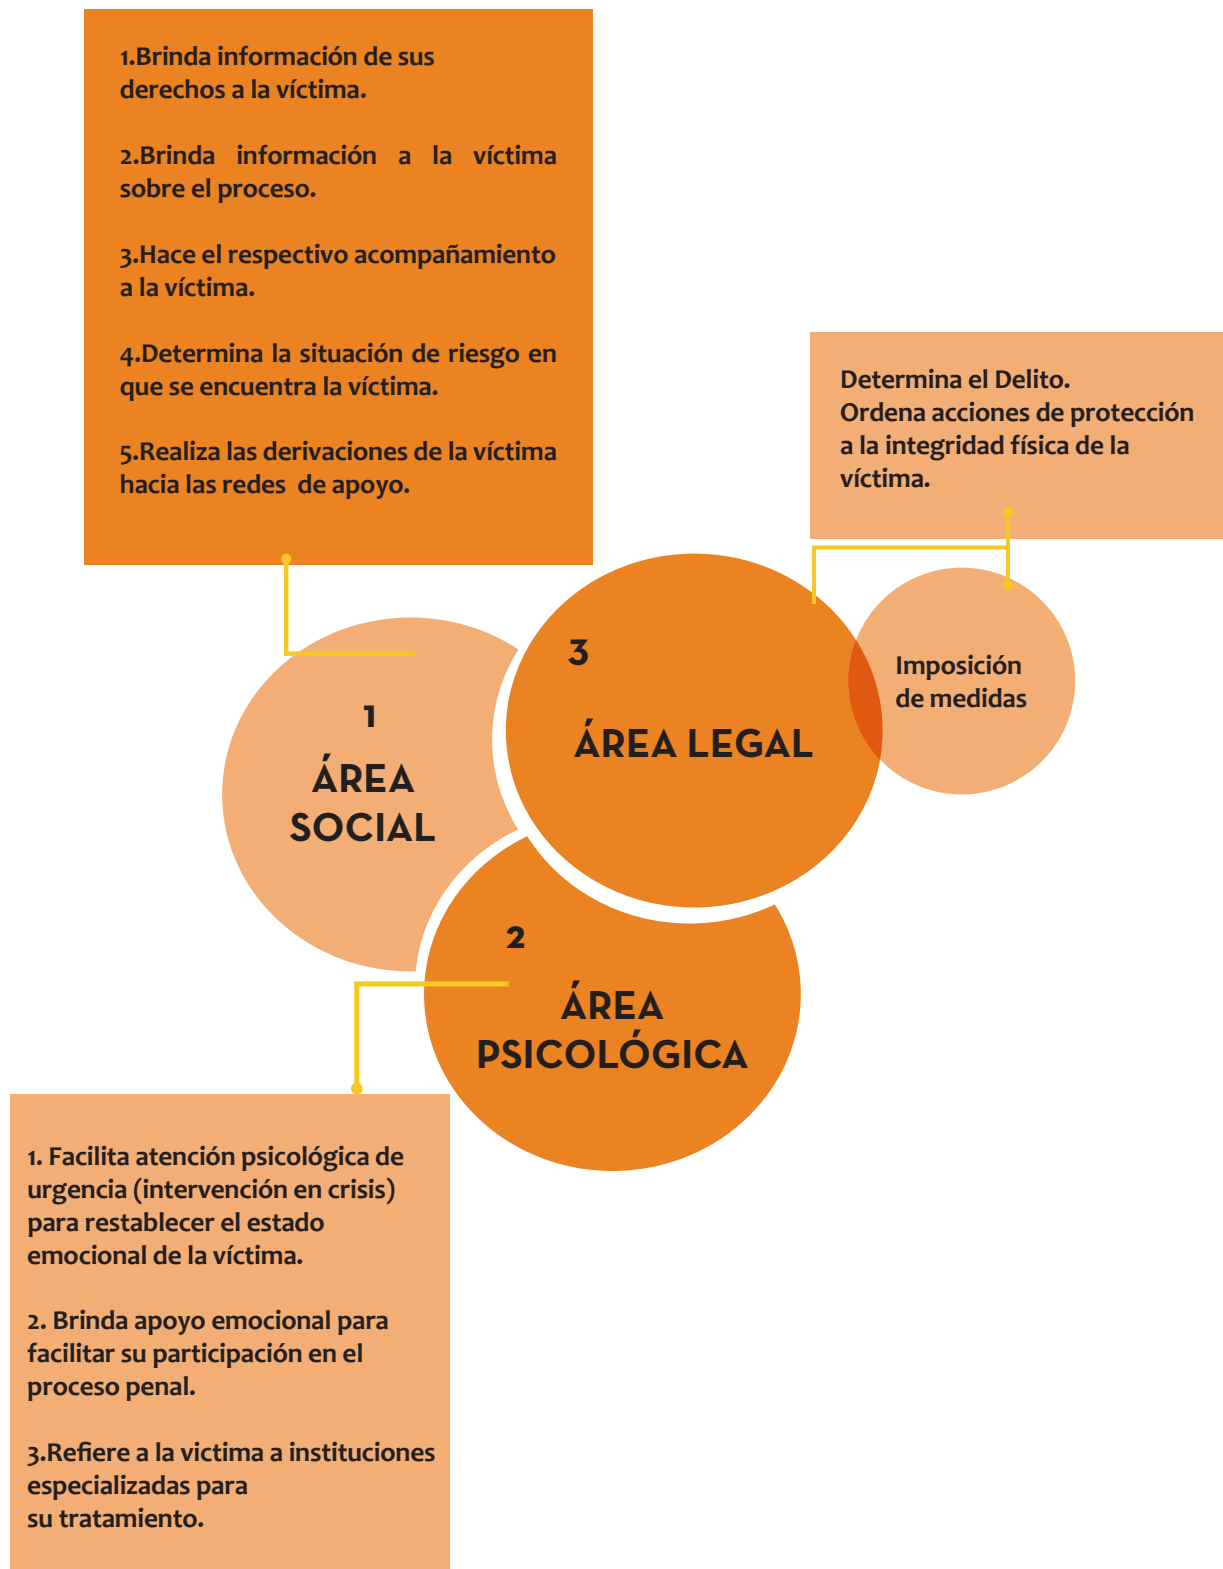 1.Brinda información de sus
derechos a la víctima.
2.Brinda información a la víctima
sobre el proceso.
3.Hace el respectivo acompañamiento
a la víctima.
4.Determina la situación de riesgo en
que se encuentra la víctima.
5.Realiza las derivaciones de la víctima
hacia las redes de apoyo.
Determina el Delito.
Ordena acciones de protección
a la integridad física de la
víctima.
3
ÁREA LEGAL
Imposición
de medidas
1
ÁREA
SOCIAL
2
ÁREA
PSICOLÓGICA
1. Facilita atención psicológica de
urgencia (intervención en crisis)
para restablecer el estado
emocional de la víctima.
2. Brinda apoyo emocional para
facilitar su participación en el
proceso penal.
3.Refiere a la victima a instituciones
especializadas para
su tratamiento.